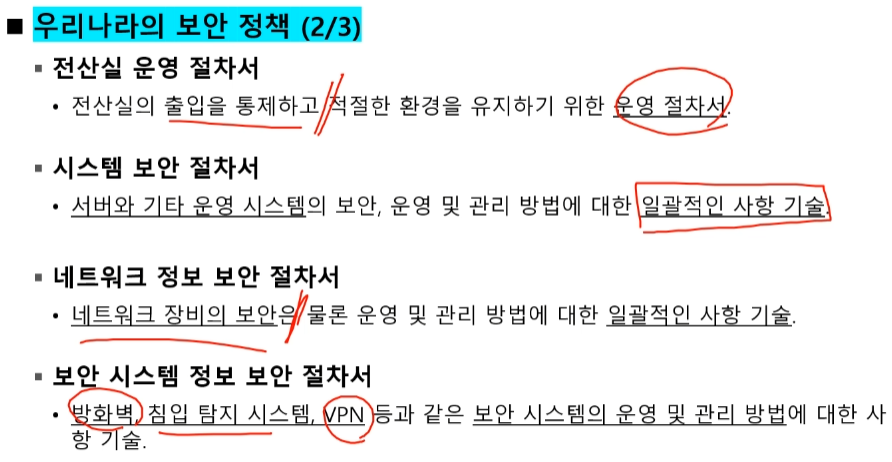 ■ 우리나라의 보안 정책 (2/3)
▪ 전산실 운영 절차서
• 전산실의 출입을 통제하고 적절한 환경을 유지하기 위한 운영 절차서.
▪ 시스템 보안 절차서
• 서버와 기타 운영 시스템의 보안, 운영 및 관리 방법에 대한 일괄적인 사항 기술.
▪ 네트워크 정보 보안 절차서
• 네트워크 장비의 보안은 물론 운영 및 관리 방법에 대한 일괄적인 사항 기술.
▪ 보안 시스템 정보 보안 절차서
• 방화벽, 침입 탐지 시스템, VPN 등과 같은 보안 시스템의 운영 및 관리 방법에 대한 사
항 기술.